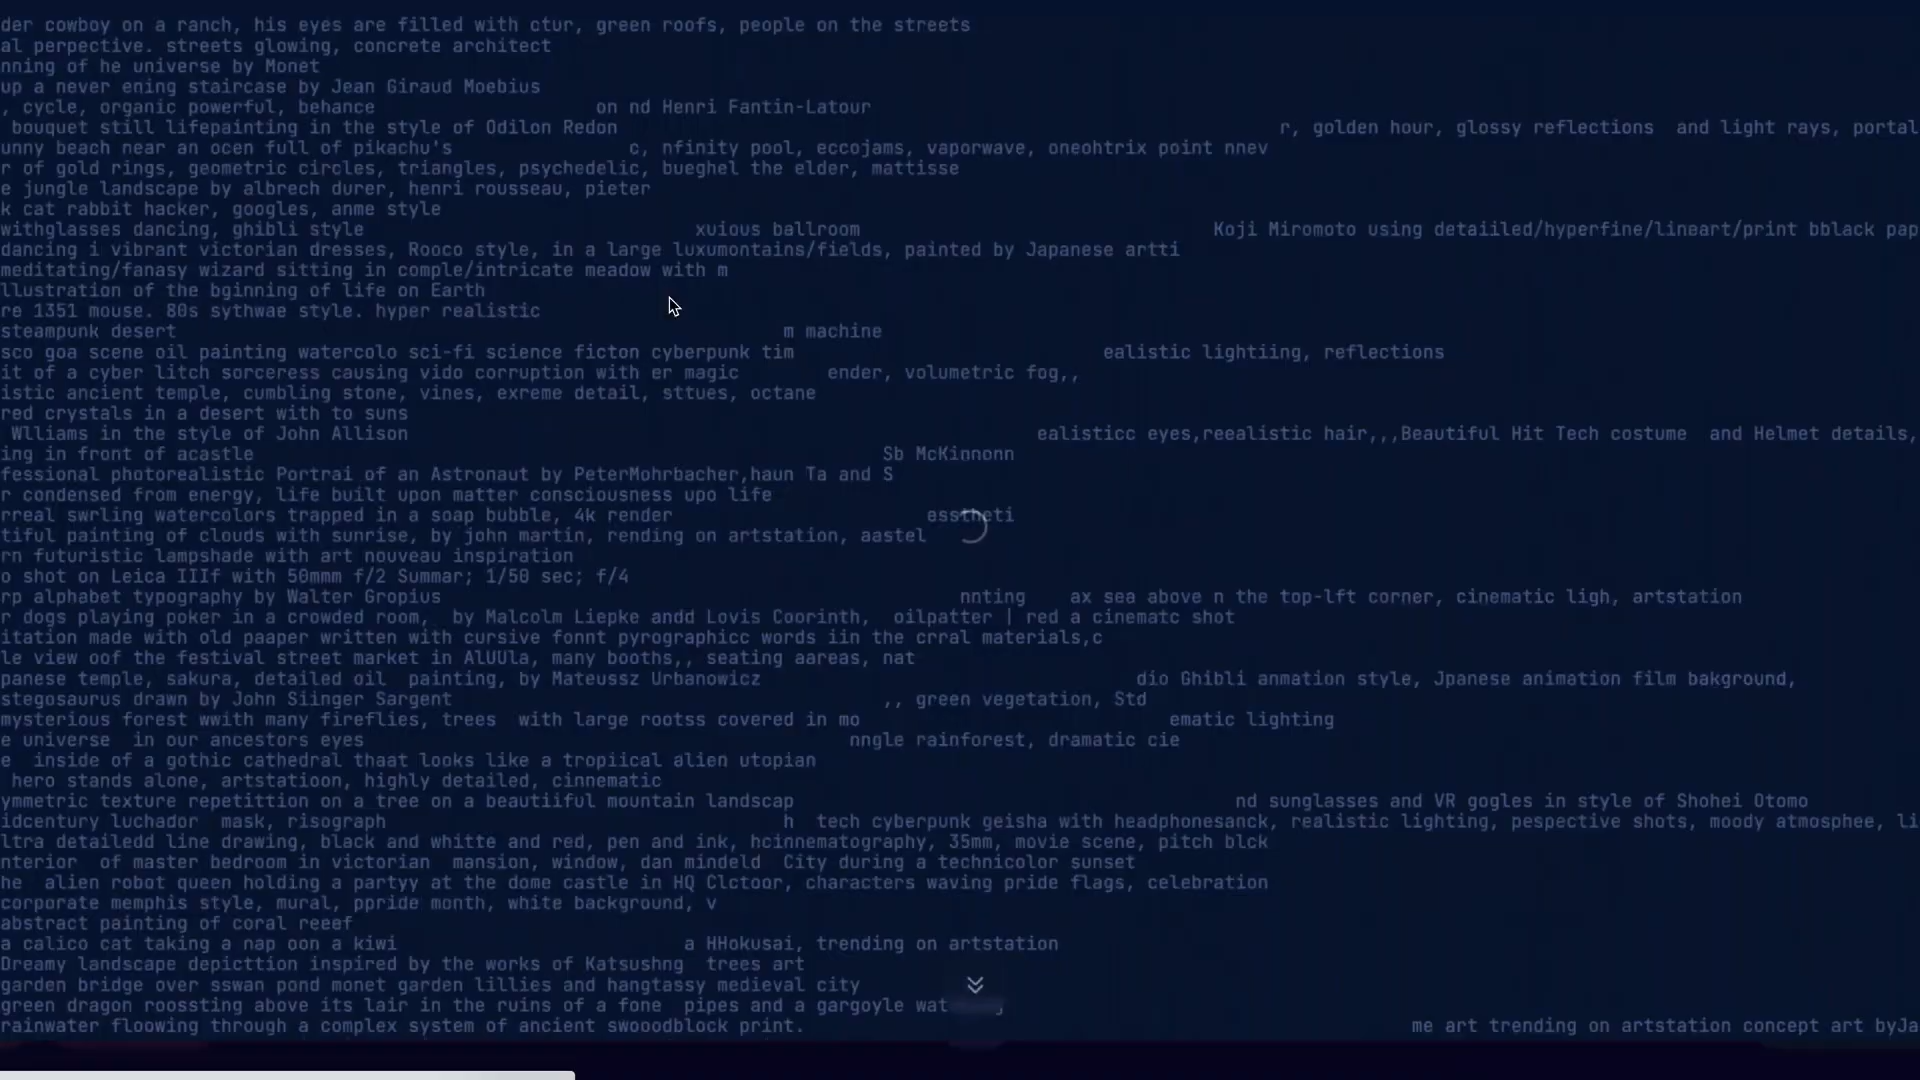 der cowboy on a ranch, his eyes are filled with ctur, green roofs, people on the streets
al perpective. streets glowing, concrete architect
nning of he universe by Monet
up a never ening staircase by Jean Giraud Moebius
, cycle, organic powerful, behance on nd Henri Fantin-Latour
bouquet still lifepainting in the style of Odilon Redon r, golden hour, glossy reflections and light rays, portal
unny beach near an ocen full of pikachu's c, nfinity pool, eccojams, vaporwave, oneohtrix point nnev
r of gold rings, geometric circles, triangles, psychedelic, bueghel the elder, mattisse
e jungle landscape by albrech durer, henri rousseau, pieter
k cat rabbit hacker, googles, anme style
withglasses dancing, ghibli style xuious ballroom Koji Miromoto using detaiiled/hyperfine/lineart/print bblack pap
dancing i vibrant victorian dresses, Rooco style, in a large luxumontains/fields, painted by Japanese artti
meditating/fanasy wizard sitting in comple/intricate meadow with m
llustration of the bginning of life on Earth
re 1351 mouse. 80s sythwae style. hyper realistic
steampunk desert m machine
sco goa scene oil painting watercolo sci-fi science ficton cyberpunk tim ealistic lightiing, reflections
it of a cyber litch sorceress causing vido corruption with er magic ender, volumetric fog,,
istic ancient temple, cumbling stone, vines, exreme detail, sttues, octane
red crystals in a desert with to suns
Wlliams in the style of John Allison ealisticc eyes,reealistic hair,,,Beautiful Hit Tech costume and Helmet details,
ing in front of acastle Sb McKinnonn
fessional photorealistic Portrai of an Astronaut by PeterMohrbacher,haun Ta and S
r condensed from energy, life built upon matter consciousness upo life
rreal swrling watercolors trapped in a soap bubble, 4k render asstheti
tiful painting of clouds with sunrise, by john martin, rending on artstation, aastel
rn futuristic lampshade with art nouveau inspiration
o shot on Leica IIIf with 50mmm f/2 Summar; 1/50 sec; f/4
rp alphabet typography by Walter Gropius nnting ax sea above n the top-lft corner, cinematic ligh, artstation
r dogs playing poker in a crowded room, by Malcolm Liepke andd Lovis Coorinth, oilpatter | red a cinematc shot
itation made with old paaper written with cursive fonnt pyrographicc words iin the crral materials,c
le view oof the festival street market in AlUUla, many booths,, seating aareas, nat
panese temple, sakura, detailed oil painting, by Mateussz Urbanowicz dio Ghibli anmation style, Jpanese animation film bakground,
stegosaurus drawn by John Siinger Sargent ,, green vegetation, Std
mysterious forest wwith many fireflies, trees with large rootss covered in mo ematic lighting
e universe in our ancestors eyes nngle rainforest, dramatic cie
e inside of a gothic cathedral thaat looks like a tropiical alien utopian
hero stands alone, artstatioon, highly detailed, cinnematic
ymmetric texture repetittion on a tree on a beautiiful mountain landscap nd sunglasses and VR gogles in style of Shohei Otomo
idcentury luchador mask, risograph h tech cyberpunk geisha with headphonesanck, realistic lighting, pespective shots, moody atmosphee, li
ltra detailedd line drawing, black and whitte and red, pen and ink, hcinnematography, 35mm, movie scene, pitch blck
nterior of master bedroom in victorian mansion, window, dan mindeld City during a technicolor sunset
he alien robot queen holding a partyy at the dome castle in HQ Clctoor, characters waving pride flags, celebration
corporate memphis style, mural, ppride month, white background, v
abstract painting of coral reeef
a calico cat taking a nap oon a kiwi a HHokusai, trending on artstation
Dreamy landscape depicttion inspired by the works of Katsushng trees art
garden bridge over sswan pond monet garden lillies and hangtassy medieval city
green dragon roossting above its lair in the ruins of a fone pipes and a gargoyle wat
rainwater floowing through a complex system of ancient swooodblock print. me art trending on artstation concept art byJa